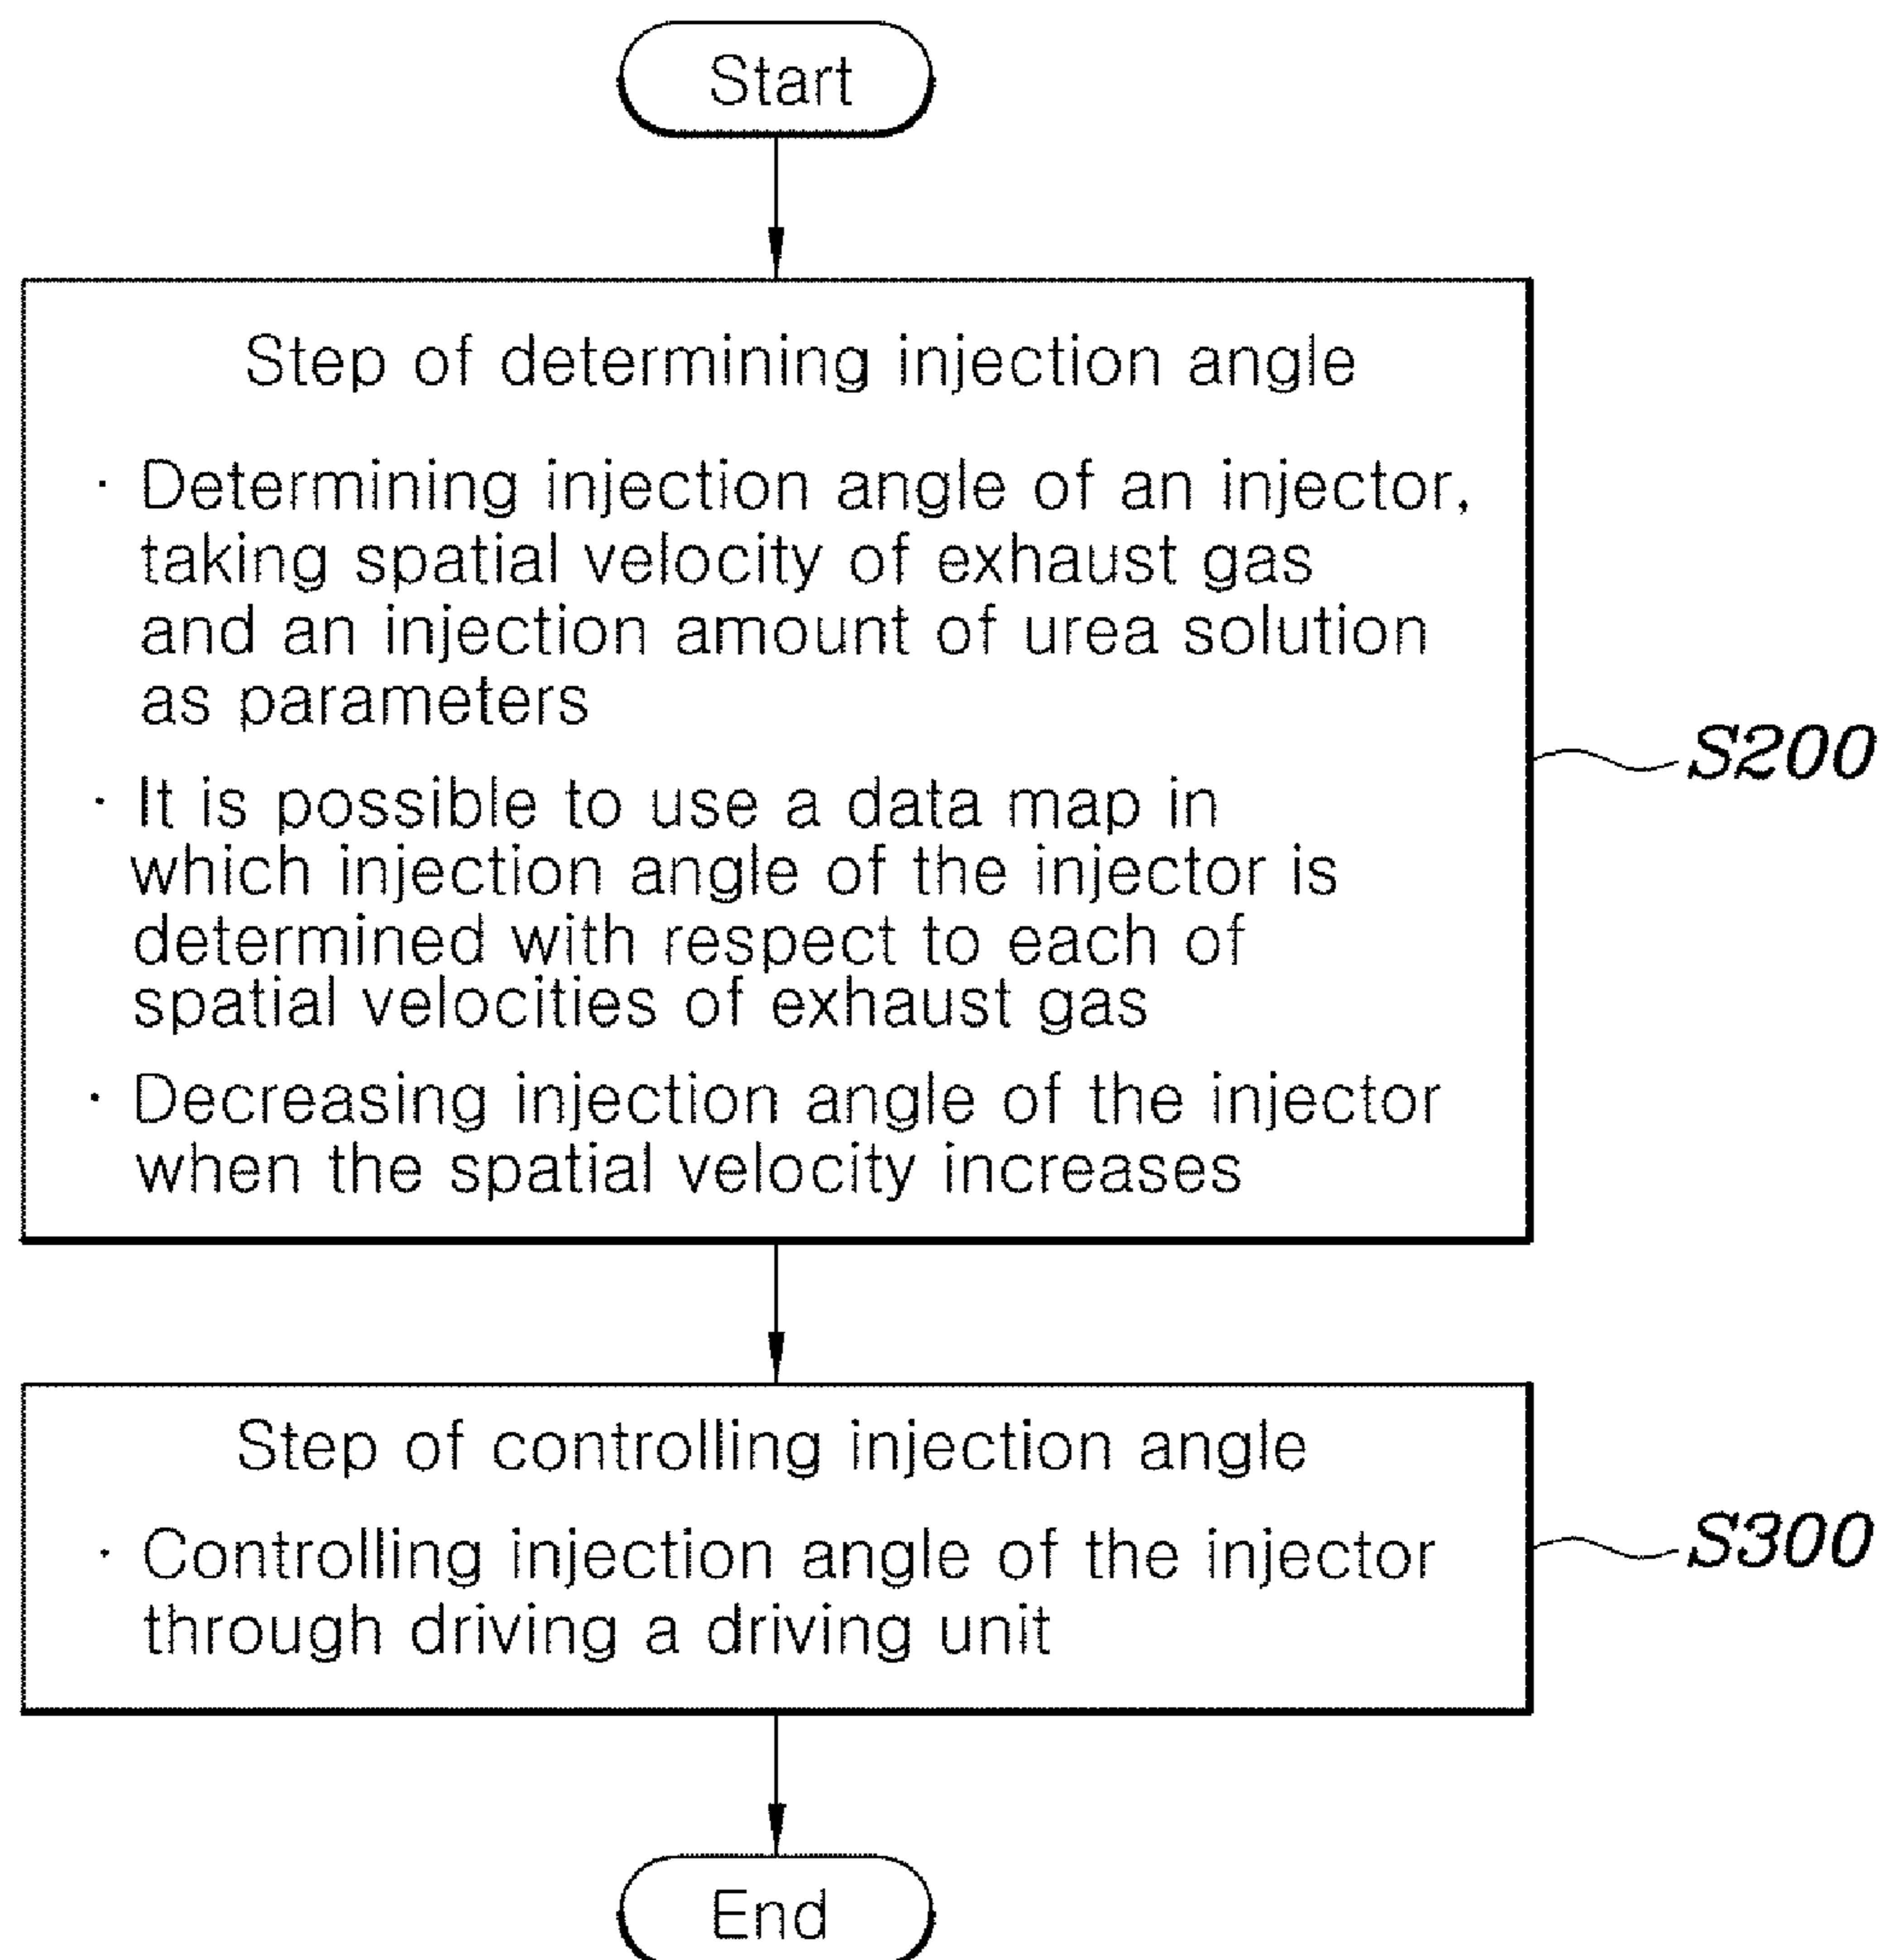 Start
Step of determining injection angle
· Determining injection angle of an injector,
taking spatial velocity of exhaust gas
and an injection amount of urea solution
as parameters
S200
· It is possible to use a data map in
which injection angle of the injector is
determined with respect to each of
spatial velocities of exhaust gas
· Decreasing injection angle of the injector
when the spatial velocity increases
Step of controlling injection angle
· Controlling injection angle of the injector
through driving a driving unit
S300
End